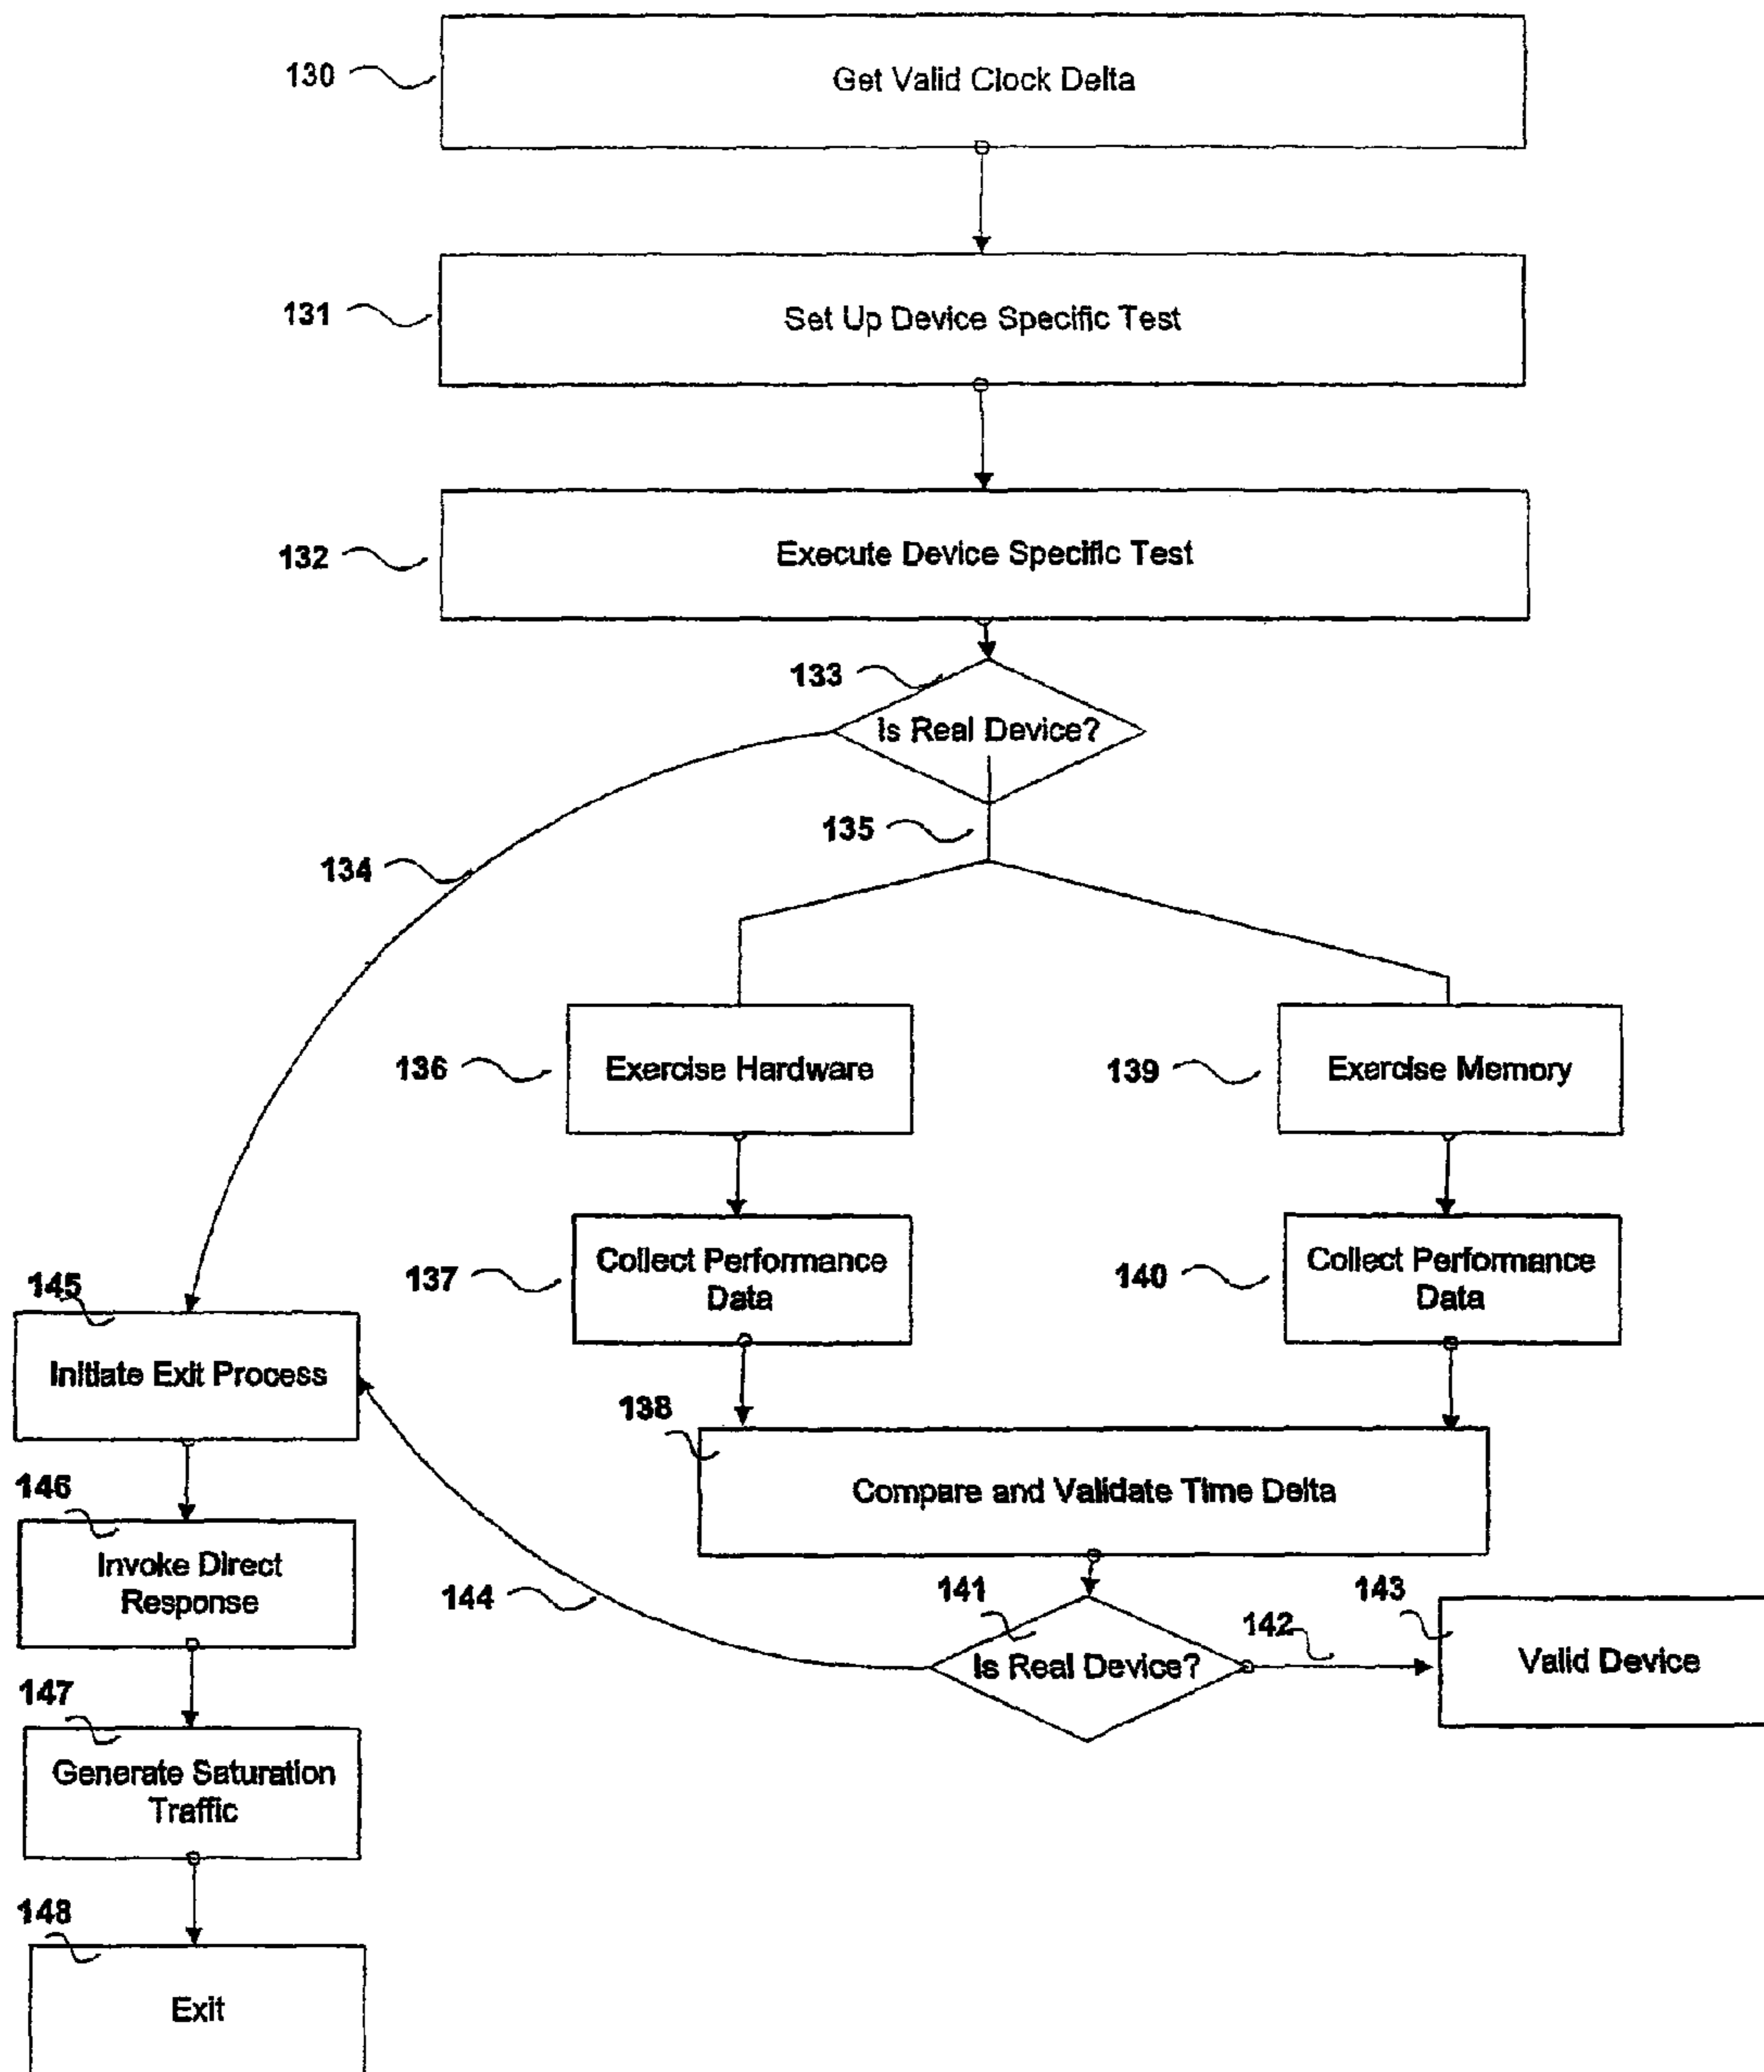 130
Get Valid Clock Delta
131
Set Up Device Specific Test
132
Execute Device Specific Test
133
Is Real Device?
135
134
136
Exercise Hardware
139
Exercise Memory
137
Collect Performance
Data
140
Collect Performance
Data
145
Initiate Exit Process
138
Compare and Validate Time Delta
146
Invoke Direct
Response
144
141
Is Real Device?
142
143
Valid Device
147
Generate Saturation
Traffic
148
Exit